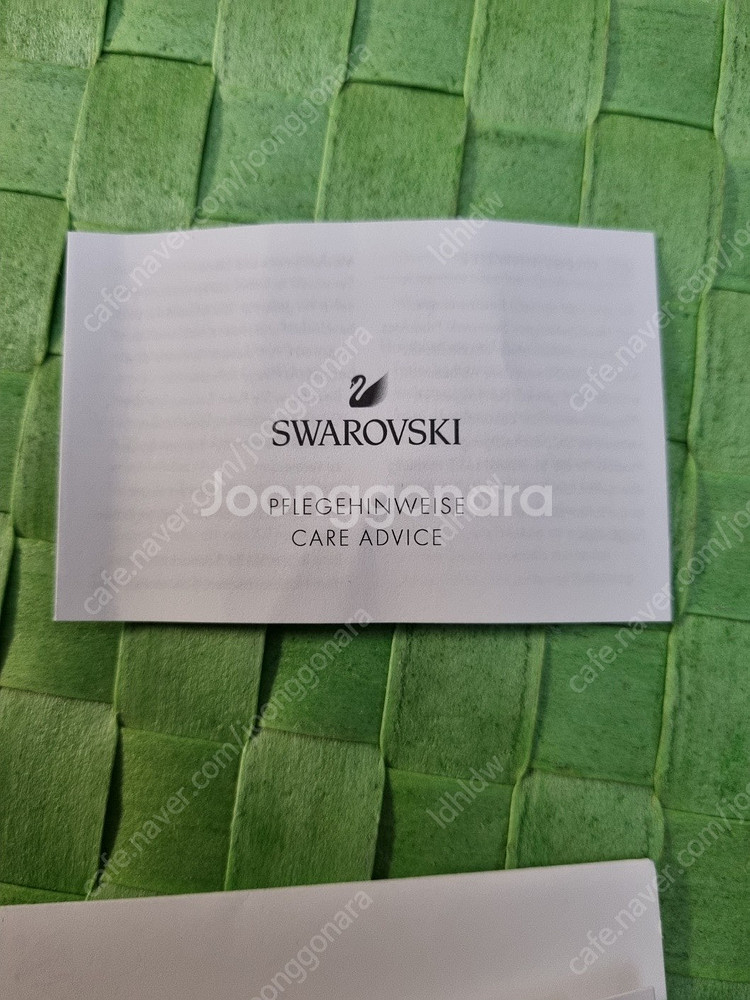 SWAROVSKI
Joonggonara
PFLEGEHINWEISE
CARE ADVICE
cafe.naver.com/joonggonara
ldhldw